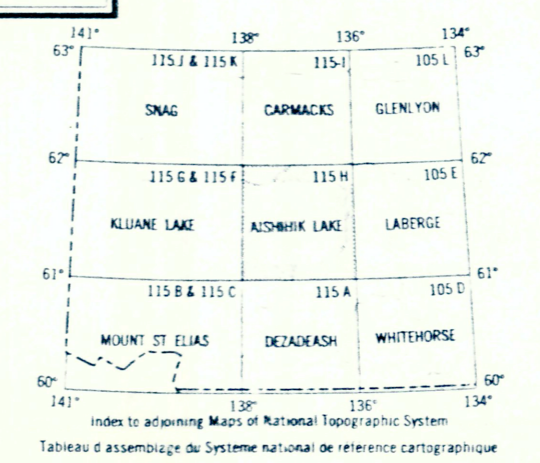 141° 138° 136° 134°
63° 63°
115 J & 115 K 115-I 105 L
SNAG CARMACKS GLENLYON
62° 62°
115 G & 115 F 115 H 105 E
KLUANE LAKE AISHIHIK LAKE LABERGE
61° 61°
115 B & 115 C 115 A 105 D
MOUNT ST ELIAS DEZADEASH WHITEHORSE
60° 60°
141° 138° 136° 134°
Index to adjoining Maps of National Topographic System
Tableau d assemblage du Systeme national de réference cartographique